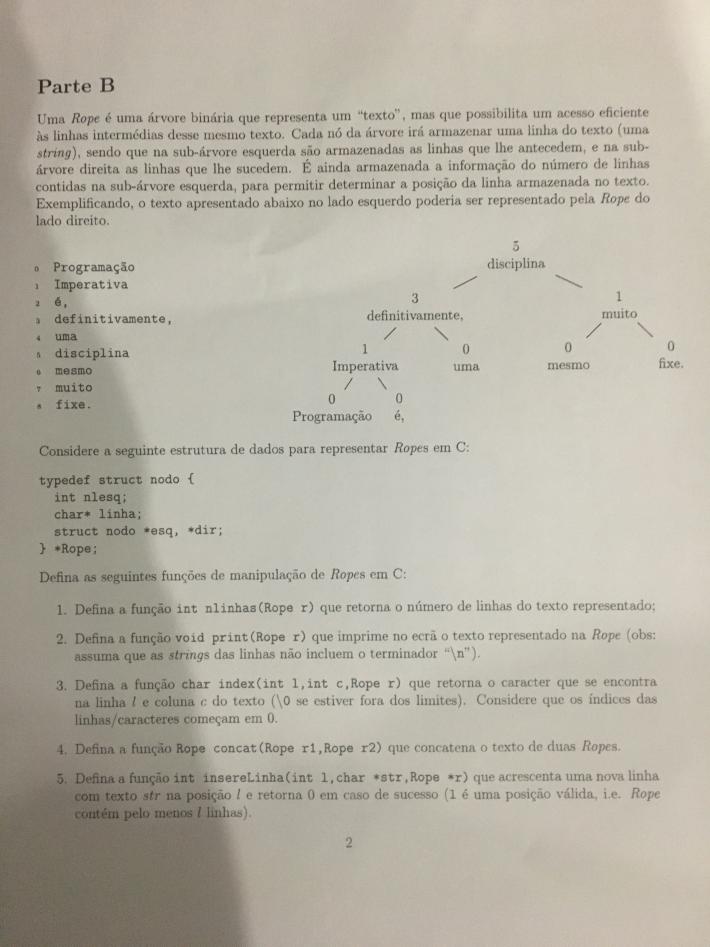 Parte B
Uma Rope é uma árvore binária que representa um “texto”, mas que possibilita um acesso eficiente
às linhas intermédias desse mesmo texto. Cada nó da árvore irá armazenar uma linha do texto (uma
string), sendo que na sub-árvore esquerda são armazenadas as linhas que lhe antecedem, e na sub-
árvore direita as linhas que lhe sucedem. É ainda armazenada a informação do número de linhas
contidas na sub-árvore esquerda, para permitir determinar a posição da linha armazenada no texto.
Exemplificando, o texto apresentado abaixo no lado esquerdo poderia ser representado pela Rope do
lado direito.
0 Programação
1 Imperativa
2 é,
3 definitivamente,
4 uma
5 disciplina
6 mesmo
7 muito
8 fixe.
5
disciplina
3 1
definitivamente, muito
1 0 0 0
Imperativa uma mesmo fixe.
0 0
Programação é,
Considere a seguinte estrutura de dados para representar Ropes em C:
typedef struct nodo {
int nlesq;
char* linha;
struct nodo *esq, *dir;
} *Rope;
Defina as seguintes funções de manipulação de Ropes em C:
1. Defina a função int nlinhas(Rope r) que retorna o número de linhas do texto representado;
2. Defina a função void print(Rope r) que imprime no ecrã o texto representado na Rope (obs:
assuma que as strings das linhas não incluem o terminador “\n”).
3. Defina a função char index(int l,int c,Rope r) que retorna o caracter que se encontra
na linha l e coluna c do texto (\0 se estiver fora dos limites). Considere que os índices das
linhas/caracteres começam em 0.
4. Defina a função Rope concat(Rope r1,Rope r2) que concatena o texto de duas Ropes.
5. Defina a função int insereLinha(int l,char *str,Rope *r) que acrescenta uma nova linha
com texto str na posição l e retorna 0 em caso de sucesso (l é uma posição válida, i.e. Rope
contém pelo menos l linhas).
2